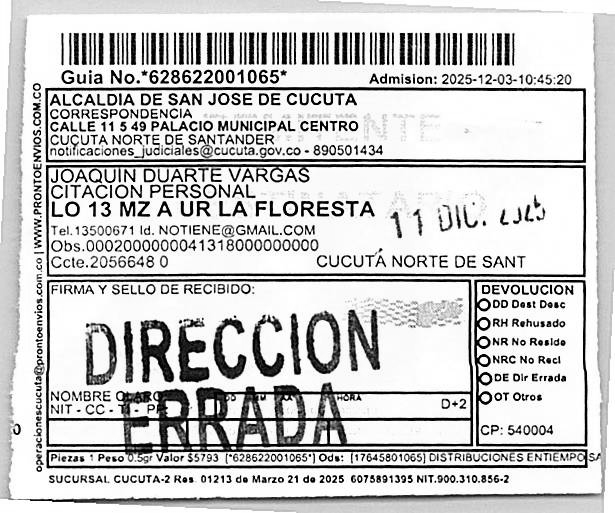 Guia No.*628622001065*
Admision: 2025-12-03-10:45:20
ALCALDIA DE SAN JOSE DE CUCUTA
CORRESPONDENCIA
CALLE 11 5 49 PALACIO MUNICIPAL CENTRO
CUCUTA NORTE DE SANTANDER
notificaciones_judiciales@cucuta.gov.co - 890501434
JOAQUIN DUARTE VARGAS
CITACION PERSONAL
LO 13 MZ A UR LA FLORESTA
11 DIC. 2025
Tel.13500671 Id. NOTIENE@GMAIL.COM
Obs.00020000000041318000000000
Ccte.2056648 0
CUCUTA NORTE DE SANT
FIRMA Y SELLO DE RECIBIDO:
DIRECCION
ERRADA
NOMBRE CLARO
HORA
NIT - CC - TI - PP
D+2
DEVOLUCION
DD Dest Desc
RH Rehusado
NR No Reside
NRC No Recl
DE Dir Errada
OT Otros
CP: 540004
Piezas 1 Peso 0.5gr Valor $5793 [*628622001065*] Ods: [17645801065] DISTRIBUCIONES ENTIEMPO SA
SUCURSAL CUCUTA-2 Res 01213 de Marzo 21 de 2025 6075891395 NIT.900.310.856-2
operacionescucuta@prontoenvios.com.co | WWW.PRONTOENVIOS.COM.CO